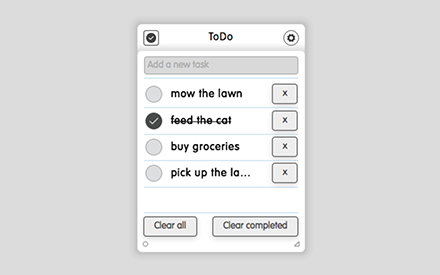 ToDo
Add a new task
mow the lawn x
feed the cat x
buy groceries x
pick up the la... x
Clear all Clear completed